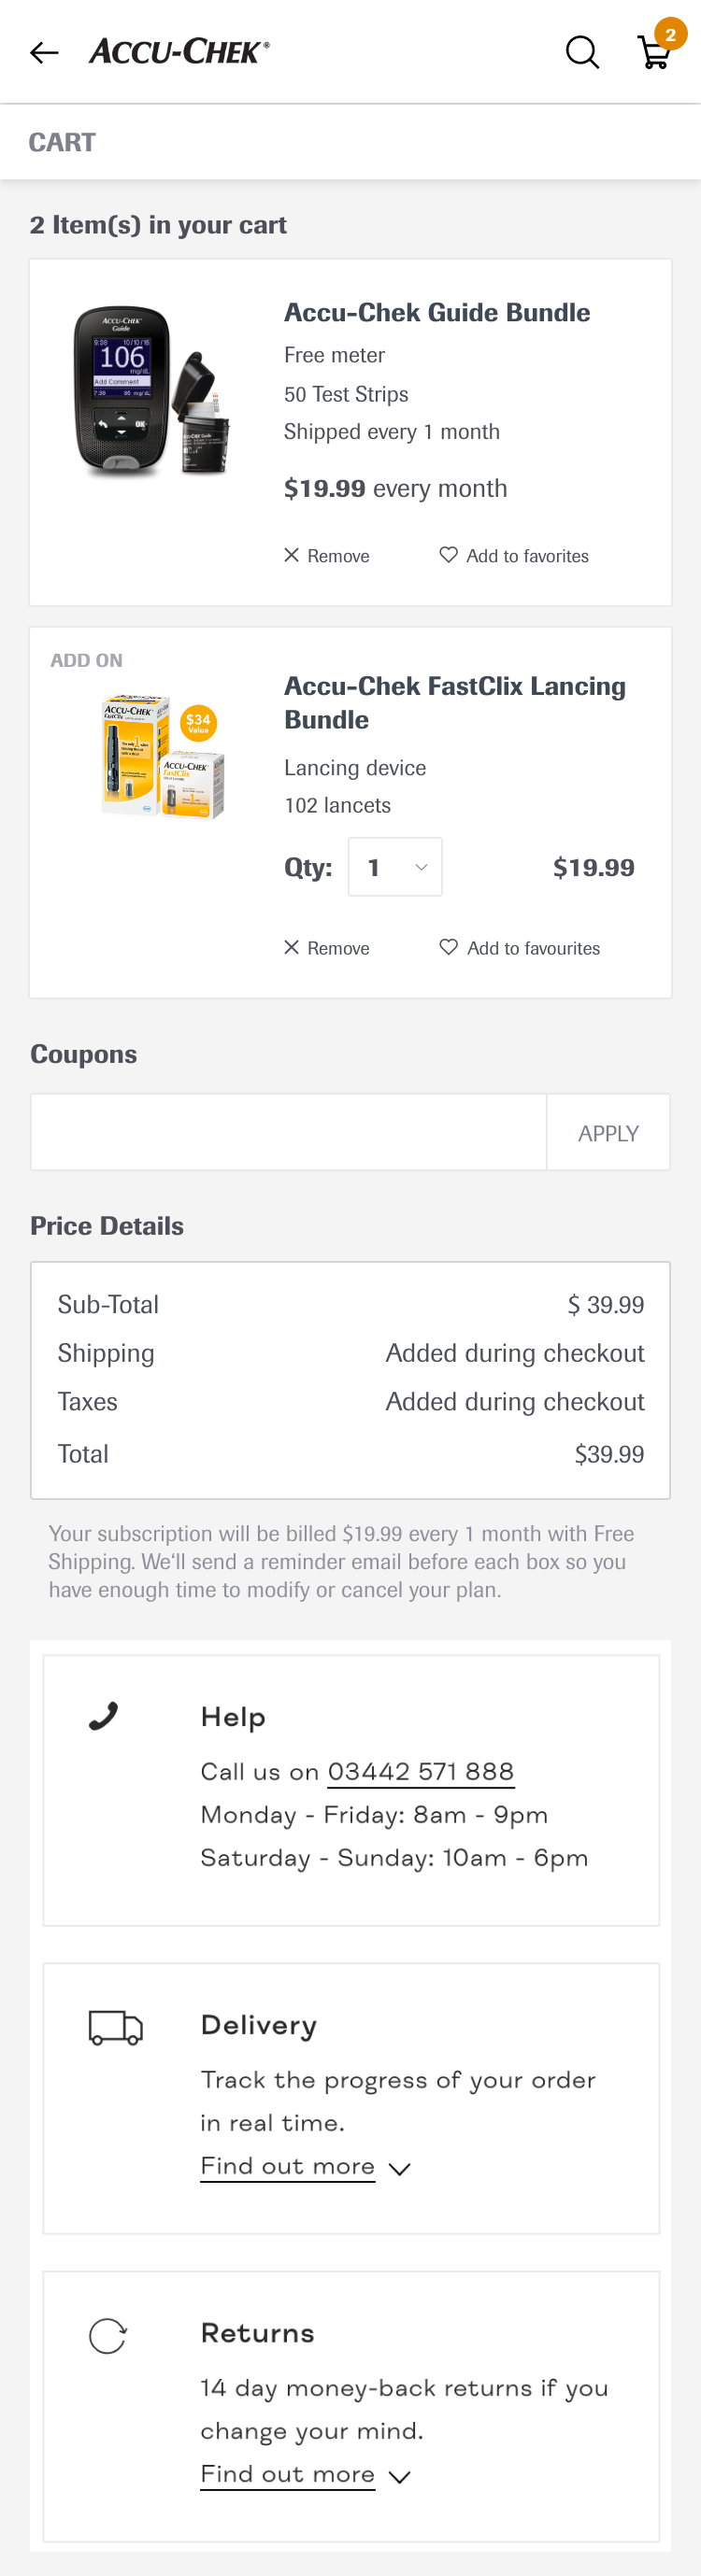 ACCU-CHEK®
2
CART
2 Item(s) in your cart
ACCU-CHEK®
Guide
9:38 10/10/15
106
mg/dL
Add Comment
OK
Accu-Chek Guide Bundle
Free meter
50 Test Strips
Shipped every 1 month
$19.99 every month
Remove
Add to favorites
ADD ON
ACCU-CHEK®
FastClix
$34
Value
ACCU-CHEK®
FastClix
Accu-Chek FastClix Lancing
Bundle
Lancing device
102 lancets
Qty: 1 $19.99
Remove
Add to favourites
Coupons
APPLY
Price Details
Sub-Total $ 39.99
Shipping Added during checkout
Taxes Added during checkout
Total $39.99
Your subscription will be billed $19.99 every 1 month with Free
Shipping. We‘ll send a reminder email before each box so you
have enough time to modify or cancel your plan.
Help
Call us on 03442 571 888
Monday - Friday: 8am - 9pm
Saturday - Sunday: 10am - 6pm
Delivery
Track the progress of your order
in real time.
Find out more
Returns
14 day money-back returns if you
change your mind.
Find out more